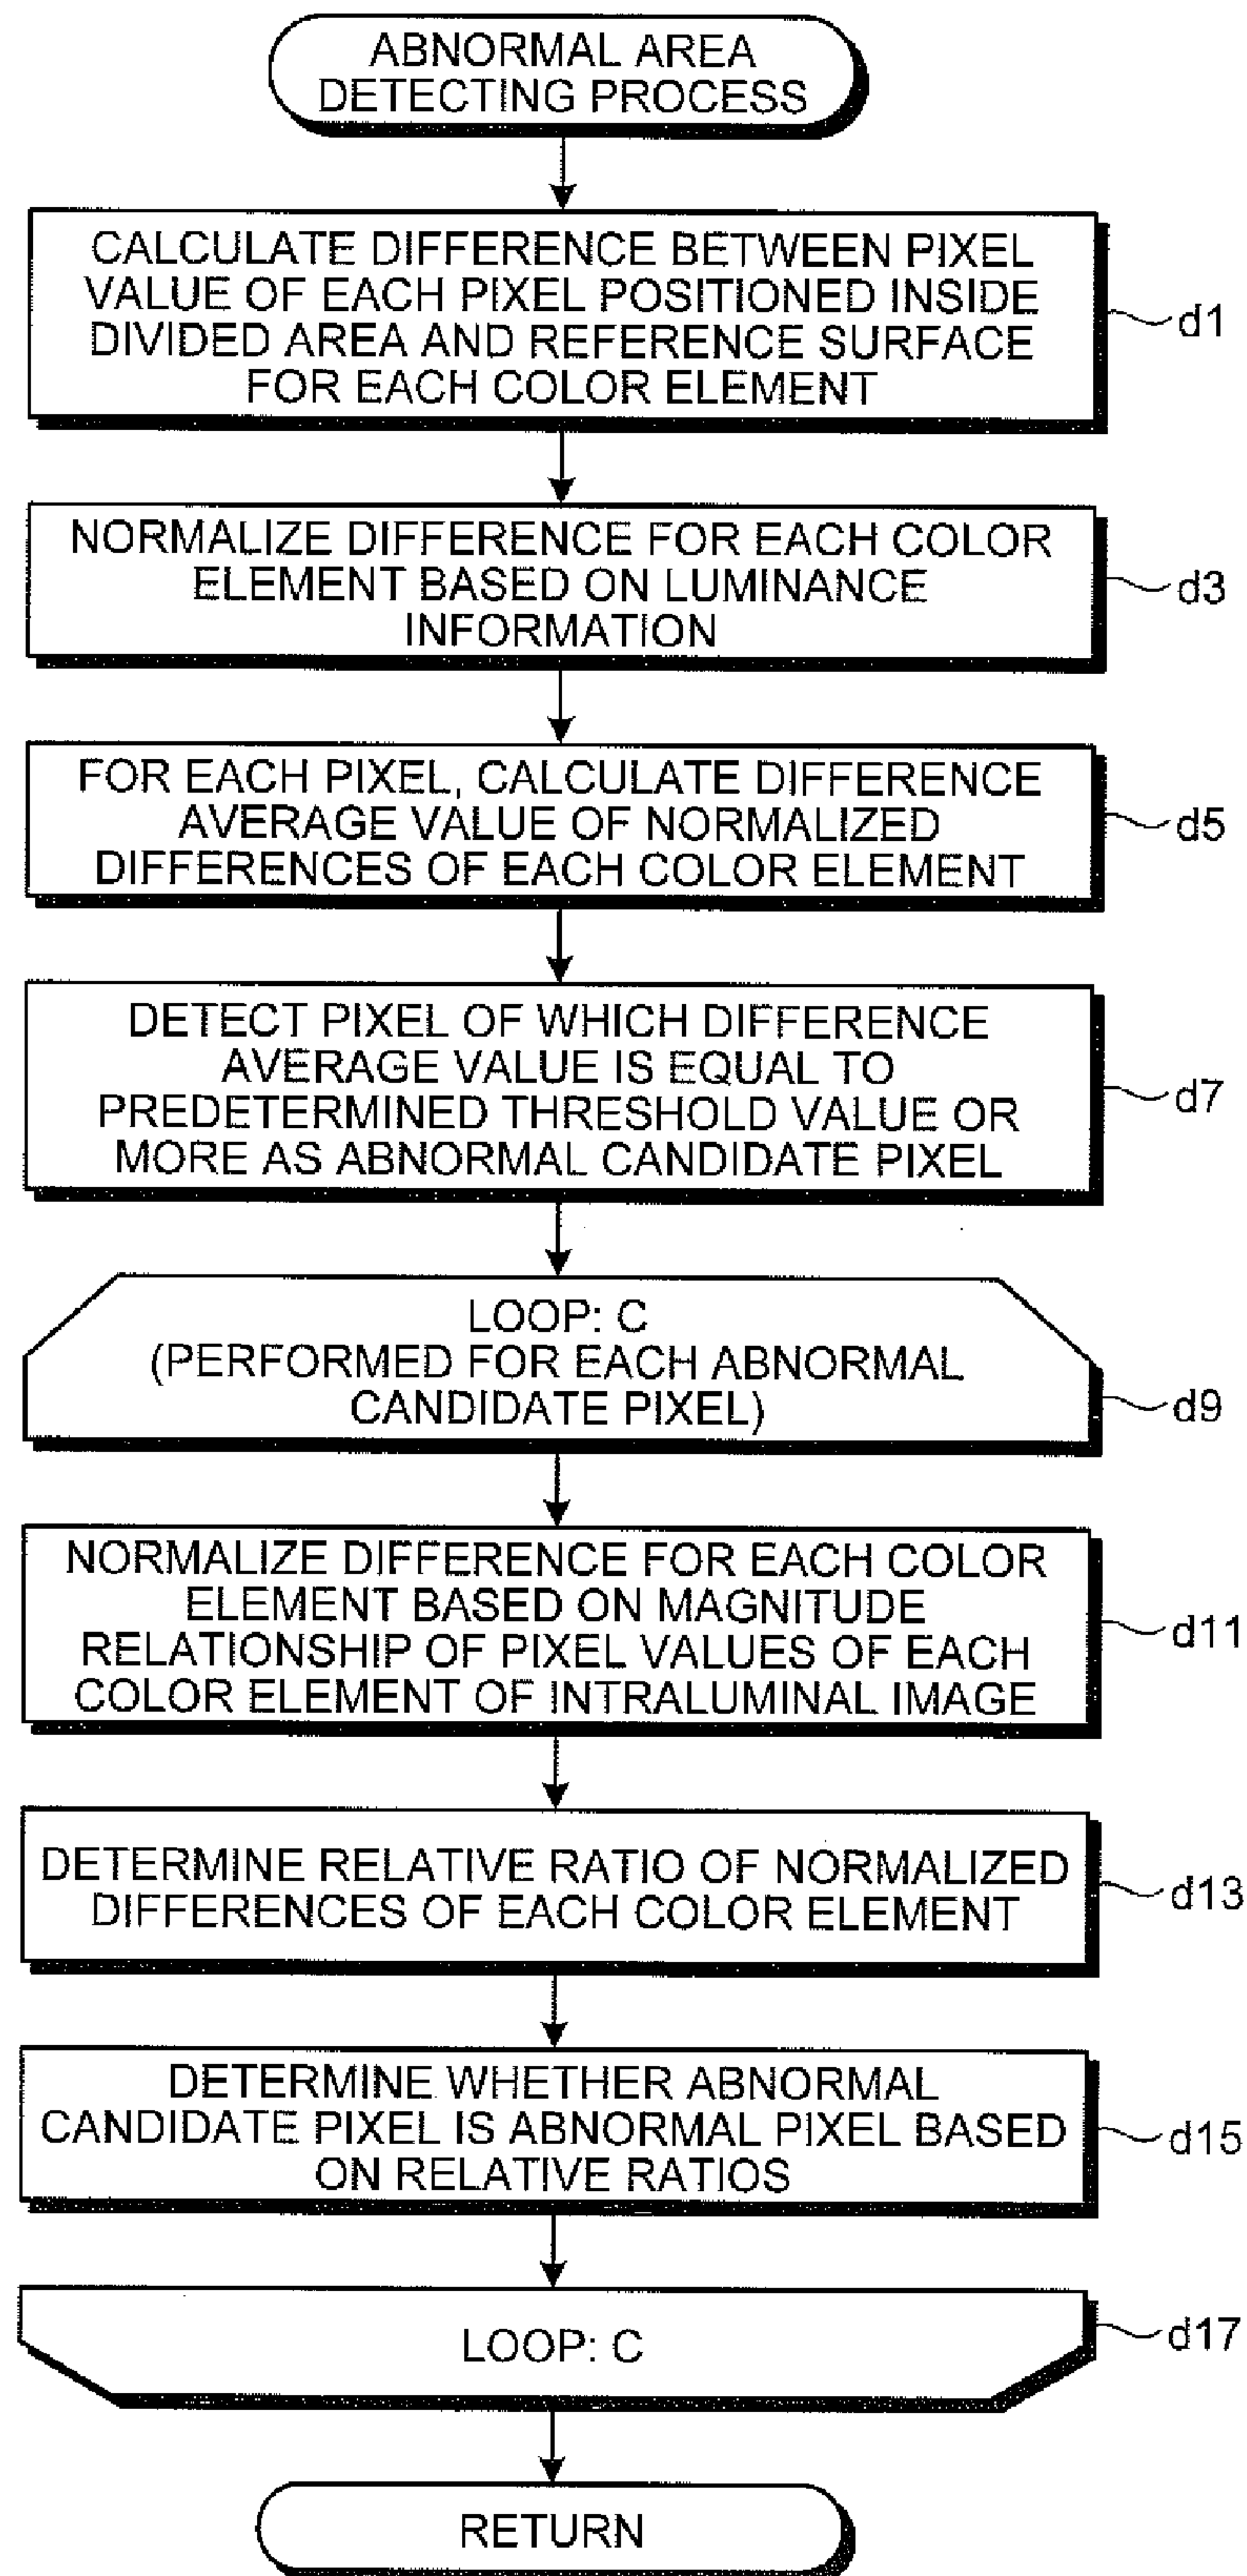 ABNORMAL AREA
DETECTING PROCESS
CALCULATE DIFFERENCE BETWEEN PIXEL
VALUE OF EACH PIXEL POSITIONED INSIDE
DIVIDED AREA AND REFERENCE SURFACE
FOR EACH COLOR ELEMENT
d1
NORMALIZE DIFFERENCE FOR EACH COLOR
ELEMENT BASED ON LUMINANCE
INFORMATION
d3
FOR EACH PIXEL, CALCULATE DIFFERENCE
AVERAGE VALUE OF NORMALIZED
DIFFERENCES OF EACH COLOR ELEMENT
d5
DETECT PIXEL OF WHICH DIFFERENCE
AVERAGE VALUE IS EQUAL TO
PREDETERMINED THRESHOLD VALUE OR
MORE AS ABNORMAL CANDIDATE PIXEL
d7
LOOP: C
(PERFORMED FOR EACH ABNORMAL
CANDIDATE PIXEL)
d9
NORMALIZE DIFFERENCE FOR EACH COLOR
ELEMENT BASED ON MAGNITUDE
RELATIONSHIP OF PIXEL VALUES OF EACH
COLOR ELEMENT OF INTRALUMINAL IMAGE
d11
DETERMINE RELATIVE RATIO OF NORMALIZED
DIFFERENCES OF EACH COLOR ELEMENT
d13
DETERMINE WHETHER ABNORMAL
CANDIDATE PIXEL IS ABNORMAL PIXEL BASED
ON RELATIVE RATIOS
d15
LOOP: C
d17
RETURN